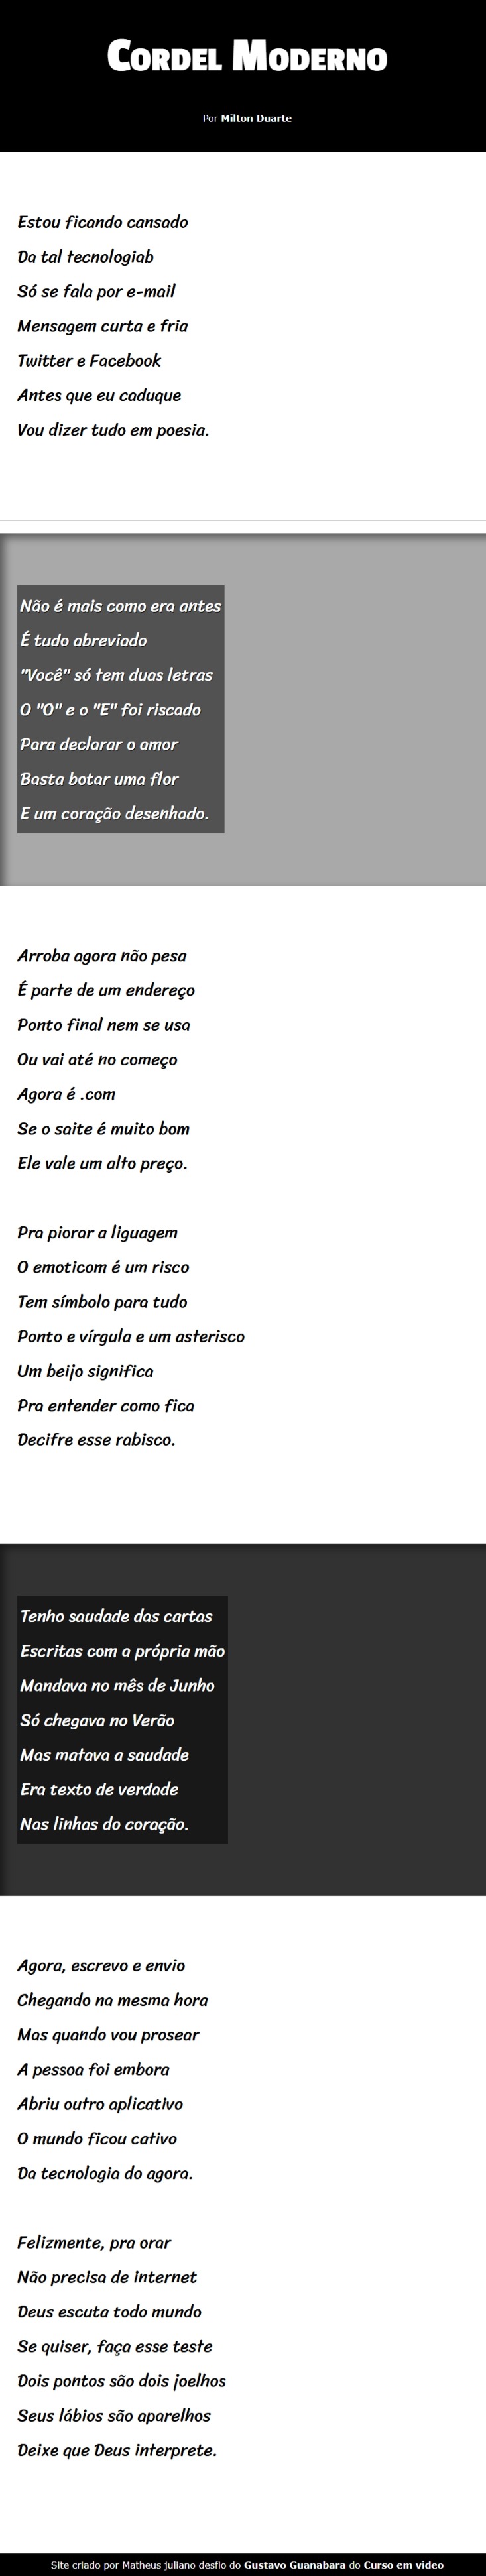 Cordel Moderno
Por Milton Duarte
Estou ficando cansado
Da tal tecnologiab
Só se fala por e-mail
Mensagem curta e fria
Twitter e Facebook
Antes que eu caduque
Vou dizer tudo em poesia.
Não é mais como era antes
É tudo abreviado
"Você" só tem duas letras
O "O" e o "E" foi riscado
Para declarar o amor
Basta botar uma flor
E um coração desenhado.
Arroba agora não pesa
É parte de um endereço
Ponto final nem se usa
Ou vai até no começo
Agora é .com
Se o saite é muito bom
Ele vale um alto preço.
Pra piorar a liguagem
O emoticom é um risco
Tem símbolo para tudo
Ponto e vírgula e um asterisco
Um beijo significa
Pra entender como fica
Decifre esse rabisco.
Tenho saudade das cartas
Escritas com a própria mão
Mandava no mês de Junho
Só chegava no Verão
Mas matava a saudade
Era texto de verdade
Nas linhas do coração.
Agora, escrevo e envio
Chegando na mesma hora
Mas quando vou prosear
A pessoa foi embora
Abriu outro aplicativo
O mundo ficou cativo
Da tecnologia do agora.
Felizmente, pra orar
Não precisa de internet
Deus escuta todo mundo
Se quiser, faça esse teste
Dois pontos são dois joelhos
Seus lábios são aparelhos
Deixe que Deus interprete.
Site criado por Matheus juliano desfio do Gustavo Guanabara do Curso em video